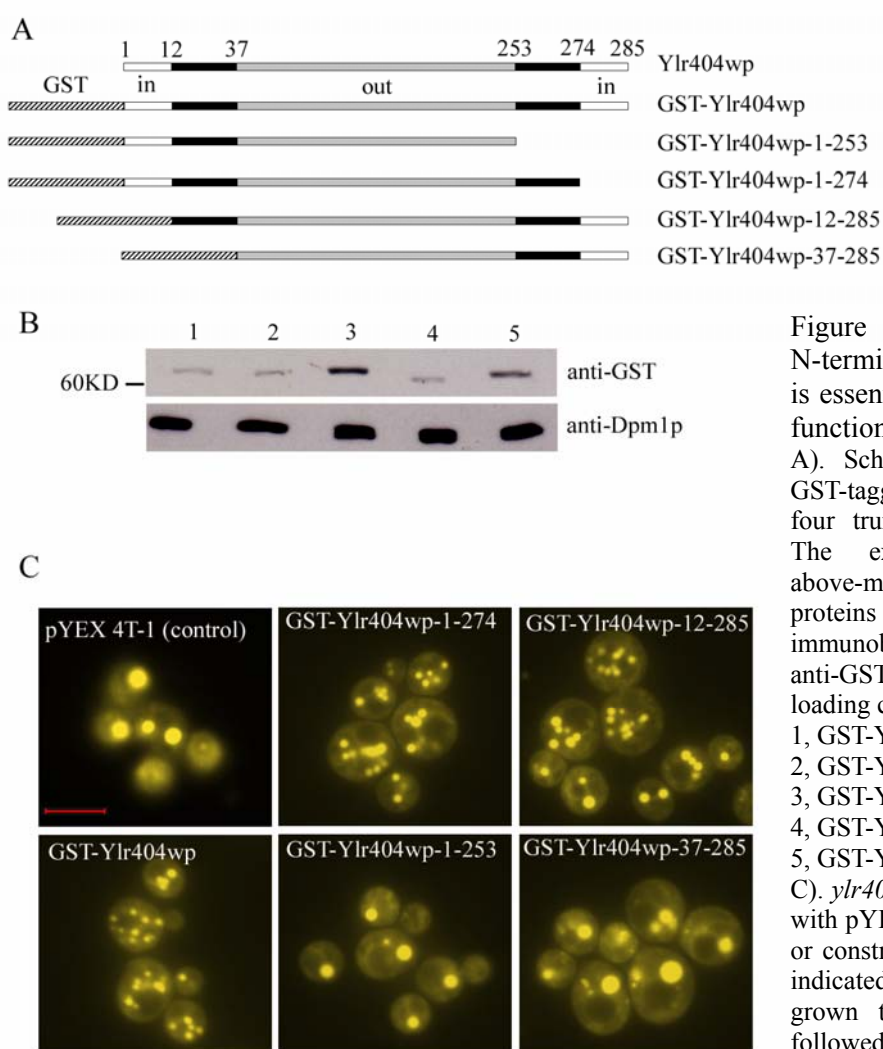 A
1 12 37 253 274 285
Ylr404wp
GST in out in
GST-Ylr404wp
GST-Ylr404wp-1-253
GST-Ylr404wp-1-274
GST-Ylr404wp-12-285
GST-Ylr404wp-37-285
B
1 2 3 4 5
60KD
anti-GST
anti-Dpm1p
C
pYEX 4T-1 (control)
GST-Ylr404wp-1-274
GST-Ylr404wp-12-285
GST-Ylr404wp
GST-Ylr404wp-1-253
GST-Ylr404wp-37-285
Figure
N-termi
is essen
function
A). Sch
GST-tagg
four trun
The ex
above-m
proteins
immunob
anti-GST
loading c
1, GST-Y
2, GST-Y
3, GST-Y
4, GST-Y
5, GST-Y
C). ylr40
with pYE
or constr
indicated
grown t
followed